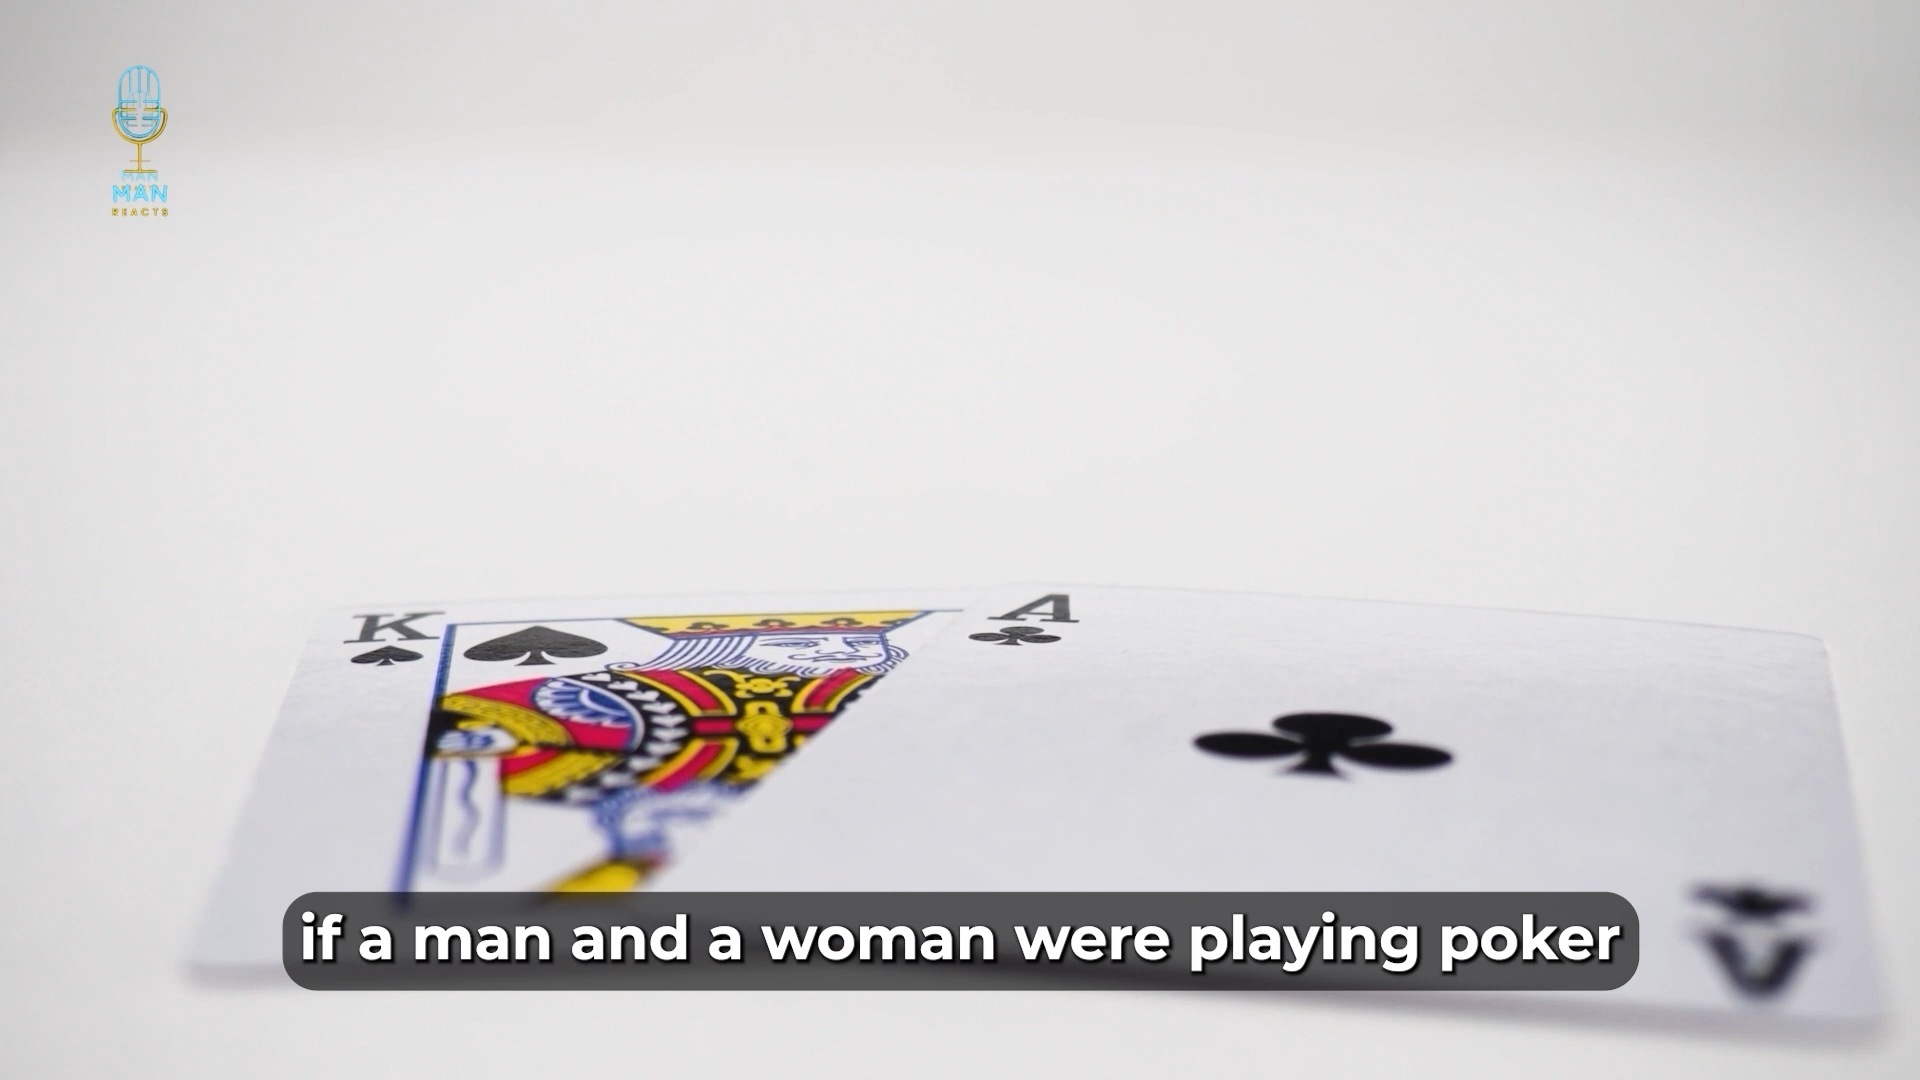 MAN
MAN
REACTS
K
A
if a man and a woman were playing poker
A